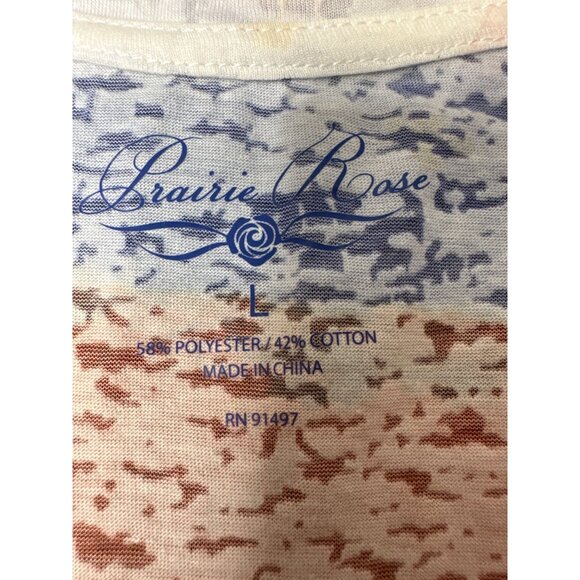 Prairie Rose
L
58% POLYESTER / 42% COTTON
MADE IN CHINA
RN 91497